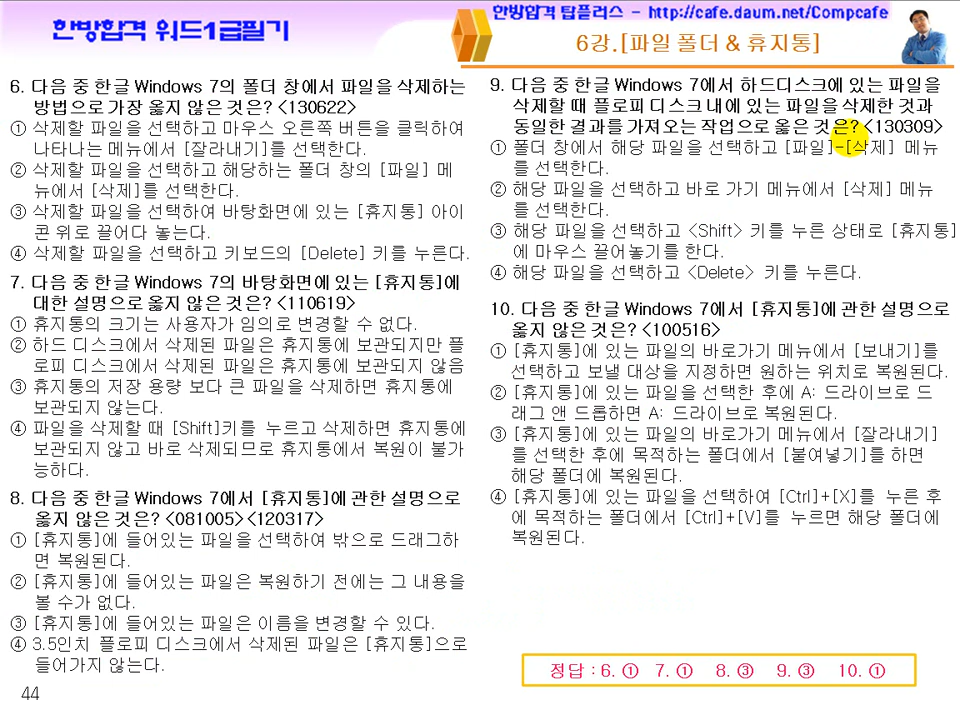 한방합격 워드1급필기
한방합격 탑플러스 - http://cafe.daum.net/Compcafe
6강.[파일 폴더 & 휴지통]
6. 다음 중 한글 Windows 7의 폴더 창에서 파일을 삭제하는
방법으로 가장 옳지 않은 것은? <130622>
① 삭제할 파일을 선택하고 마우스 오른쪽 버튼을 클릭하여
나타나는 메뉴에서 [잘라내기]를 선택한다.
② 삭제할 파일을 선택하고 해당하는 폴더 창의 [파일] 메
뉴에서 [삭제]를 선택한다.
③ 삭제할 파일을 선택하여 바탕화면에 있는 [휴지통] 아이
콘 위로 끌어다 놓는다.
④ 삭제할 파일을 선택하고 키보드의 [Delete] 키를 누른다.
7. 다음 중 한글 Windows 7의 바탕화면에 있는 [휴지통]에
대한 설명으로 옳지 않은 것은? <110619>
① 휴지통의 크기는 사용자가 임의로 변경할 수 없다.
② 하드 디스크에서 삭제된 파일은 휴지통에 보관되지만 플
로피 디스크에서 삭제된 파일은 휴지통에 보관되지 않음
③ 휴지통의 저장 용량 보다 큰 파일을 삭제하면 휴지통에
보관되지 않는다.
④ 파일을 삭제할 때 [Shift]키를 누르고 삭제하면 휴지통에
보관되지 않고 바로 삭제되므로 휴지통에서 복원이 불가
능하다.
8. 다음 중 한글 Windows 7에서 [휴지통]에 관한 설명으로
옳지 않은 것은? <081005><120317>
① [휴지통]에 들어있는 파일을 선택하여 밖으로 드래그하
면 복원된다.
② [휴지통]에 들어있는 파일은 복원하기 전에는 그 내용을
볼 수가 없다.
③ [휴지통]에 들어있는 파일은 이름을 변경할 수 있다.
④ 3.5인치 플로피 디스크에서 삭제된 파일은 [휴지통]으로
들어가지 않는다.
44
9. 다음 중 한글 Windows 7에서 하드디스크에 있는 파일을
삭제할 때 플로피 디스크 내에 있는 파일을 삭제한 것과
동일한 결과를 가져오는 작업으로 옳은 것은? <130309>
① 폴더 창에서 해당 파일을 선택하고 [파일]-[삭제] 메뉴
를 선택한다.
② 해당 파일을 선택하고 바로 가기 메뉴에서 [삭제] 메뉴
를 선택한다.
③ 해당 파일을 선택하고 <Shift> 키를 누른 상태로 [휴지통]
에 마우스 끌어놓기를 한다.
④ 해당 파일을 선택하고 <Delete> 키를 누른다.
10. 다음 중 한글 Windows 7에서 [휴지통]에 관한 설명으로
옳지 않은 것은? <100516>
① [휴지통]에 있는 파일의 바로가기 메뉴에서 [보내기]를
선택하고 보낼 대상을 지정하면 원하는 위치로 복원된다.
② [휴지통]에 있는 파일을 선택한 후에 A: 드라이브로 드
래그 앤 드롭하면 A: 드라이브로 복원된다.
③ [휴지통]에 있는 파일의 바로가기 메뉴에서 [잘라내기]
를 선택한 후에 목적하는 폴더에서 [붙여넣기]를 하면
해당 폴더에 복원된다.
④ [휴지통]에 있는 파일을 선택하여 [Ctrl]+[X]를 누른 후
에 목적하는 폴더에서 [Ctrl]+[V]를 누르면 해당 폴더에
복원된다.
정답 : 6. ① 7. ① 8. ③ 9. ③ 10. ①